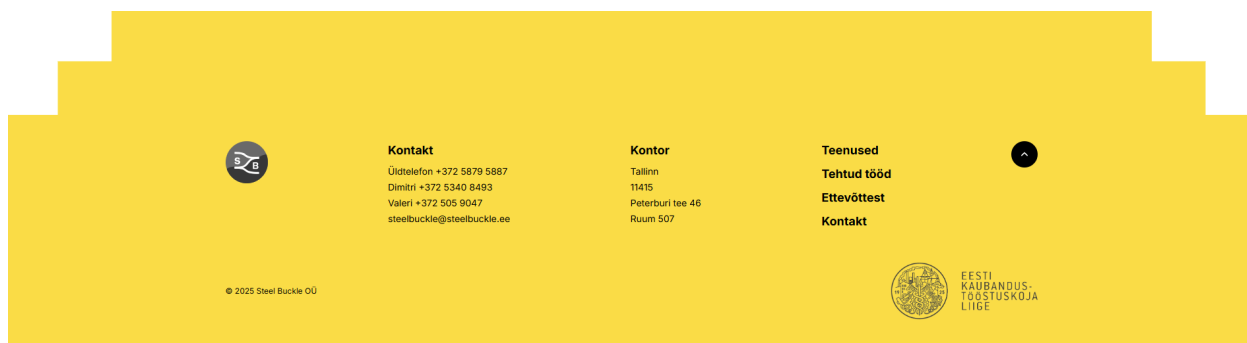 S
B
Kontakt
Üldtelefon +372 5879 5887
Dimitri +372 5340 8493
Valeri +372 505 9047
steelbuckle@steelbuckle.ee
Kontor
Tallinn
11415
Peterburi tee 46
Ruum 507
Teenused
Tehtud tööd
Ettevõttest
Kontakt
© 2025 Steel Buckle OÜ
EESTI
KAUBANDUS-
TÖÖSTUSKOJA
LIIGE